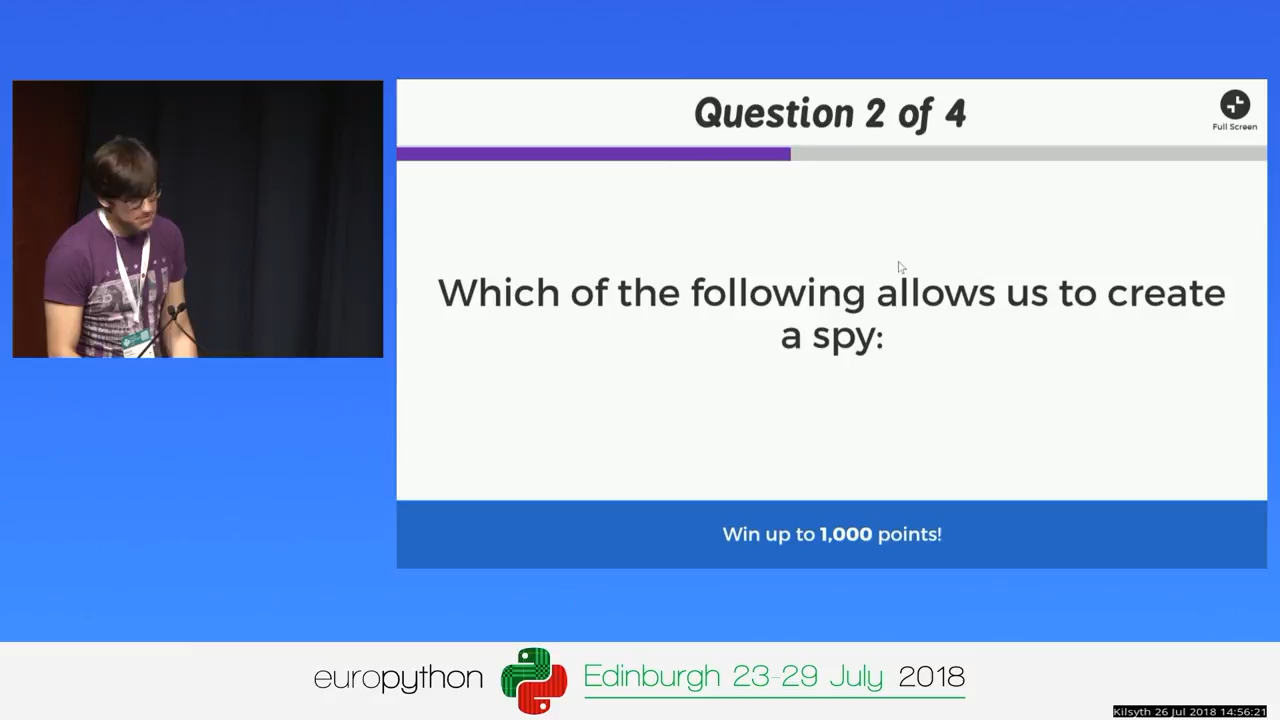 Question 2 of 4
Full Screen
Which of the following allows us to create
a spy:
Win up to 1,000 points!
europython
Edinburgh 23-29 July 2018
Kilsyth 26 Jul 2018 14:56:21